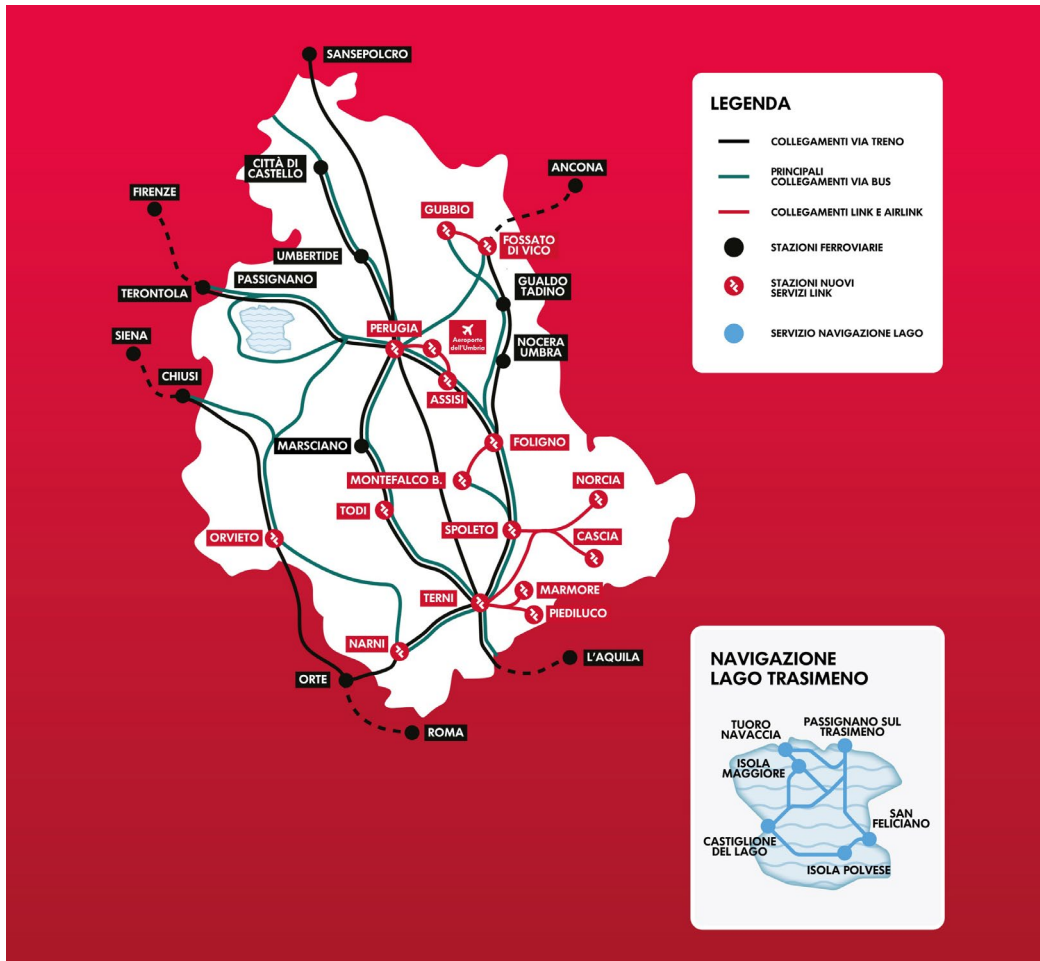 SANSEPOLCRO
CITTÀ DI
CASTELLO
ANCONA
FIRENZE
GUBBIO
FOSSATO
DI VICO
UMBERTIDE
PASSIGNANO
GUALDO
TADINO
TERONTOLA
PERUGIA
Aeroporto
dell'Umbria
SIENA
NOCERA
UMBRA
CHIUSI
ASSISI
MARSCIANO
FOLIGNO
MONTEFALCO B.
NORCIA
TODI
SPOLETO
CASCIA
ORVIETO
TERNI
MARMORE
PIEDILUCO
NARNI
L'AQUILA
ORTE
ROMA
LEGENDA
COLLEGAMENTI VIA TRENO
PRINCIPALI
COLLEGAMENTI VIA BUS
COLLEGAMENTI LINK E AIRLINK
STAZIONI FERROVIARIE
STAZIONI NUOVI
SERVIZI LINK
SERVIZIO NAVIGAZIONE LAGO
NAVIGAZIONE
LAGO TRASIMENO
TUORO
NAVACCIA
PASSIGNANO SUL
TRASIMENO
ISOLA
MAGGIORE
SAN
FELICIANO
CASTIGLIONE
DEL LAGO
ISOLA POLVESE